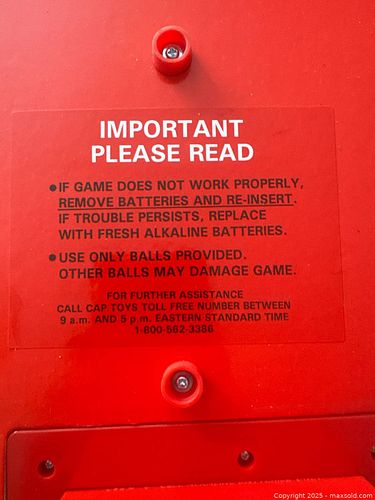 IMPORTANT
PLEASE READ
●IF GAME DOES NOT WORK PROPERLY,
REMOVE BATTERIES AND RE-INSERT.
IF TROUBLE PERSISTS, REPLACE
WITH FRESH ALKALINE BATTERIES.
●USE ONLY BALLS PROVIDED.
OTHER BALLS MAY DAMAGE GAME.
FOR FURTHER ASSISTANCE
CALL CAP TOYS TOLL FREE NUMBER BETWEEN
9 a.m. AND 5 p.m. EASTERN STANDARD TIME
1-800-562-3386
Copyright 2025 - maxsold.com